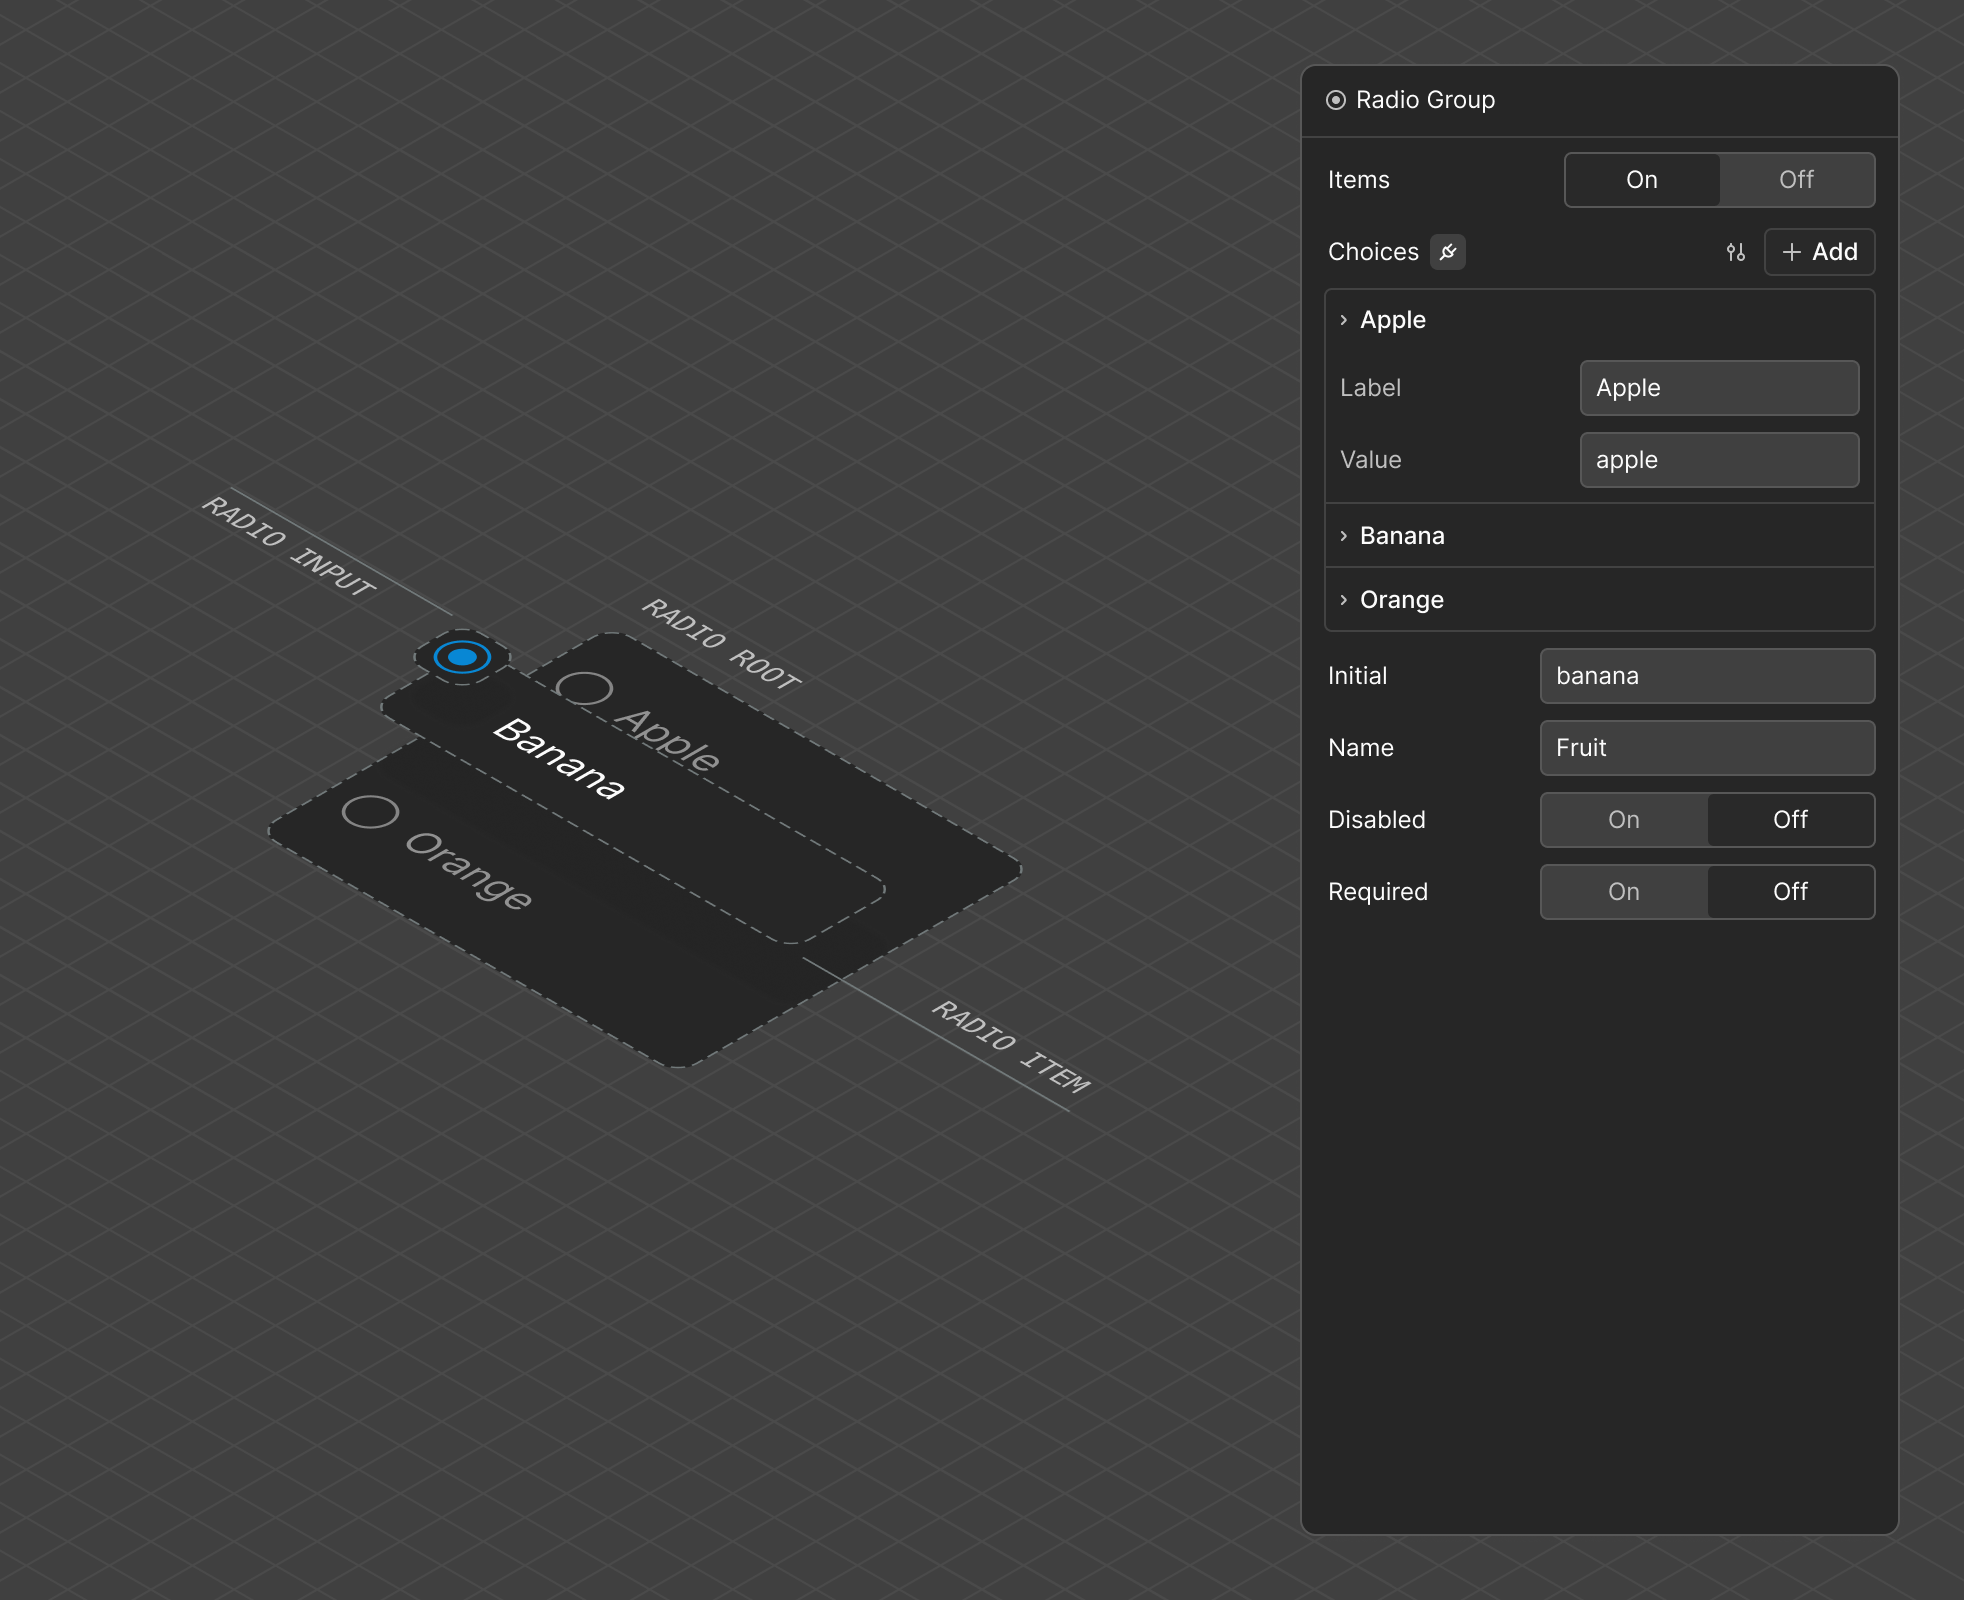 RADIO INPUT
RADIO ROOT
Apple
Banana
Orange
RADIO ITEM
Radio Group
Items On Off
Choices Add
Apple
Label Apple
Value apple
Banana
Orange
Initial banana
Name Fruit
Disabled On Off
Required On Off